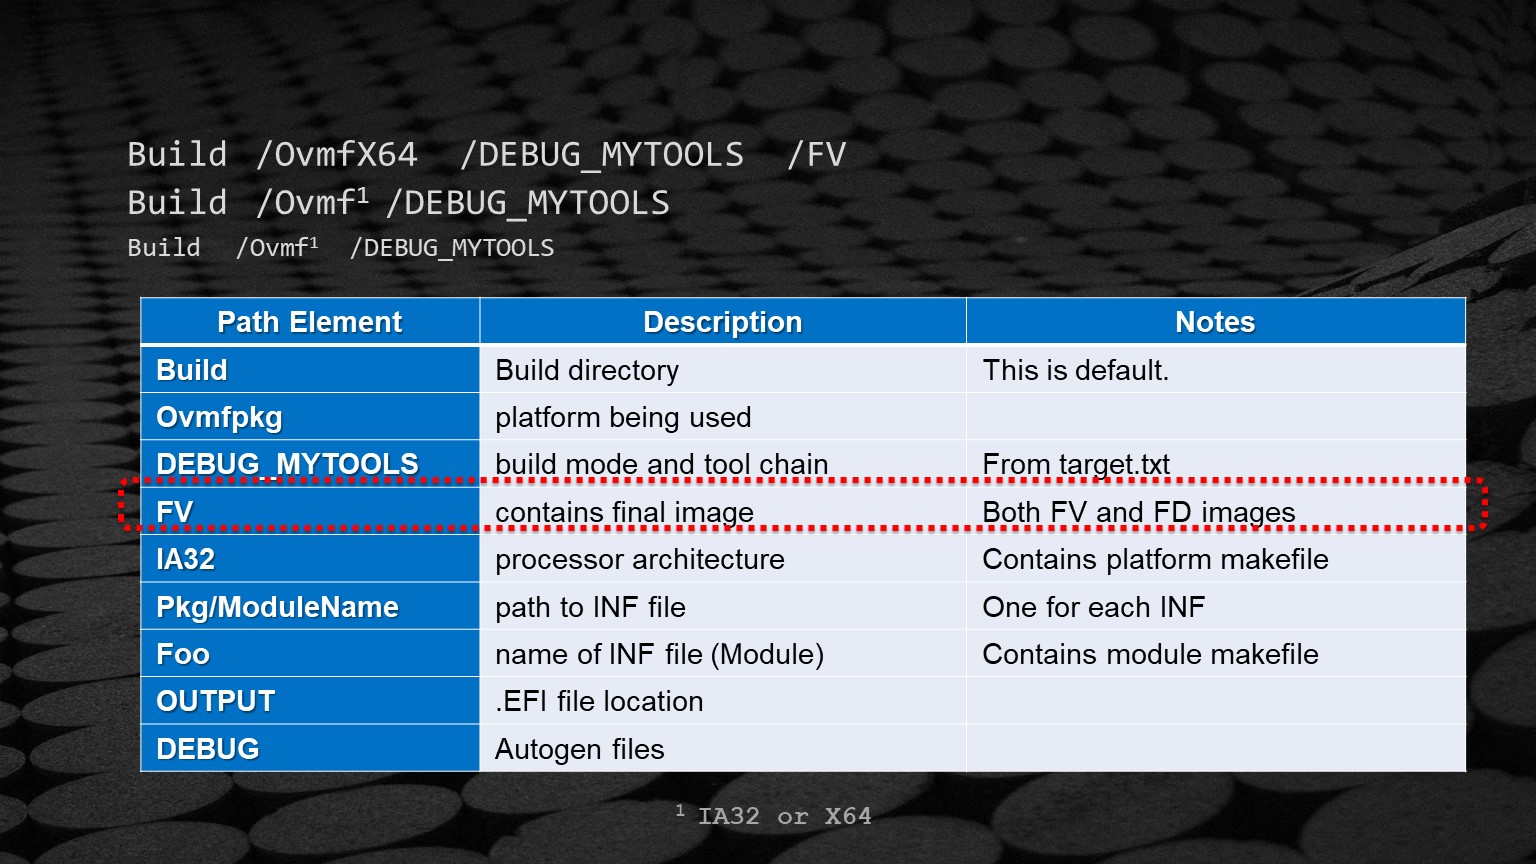 Build /OvmfX64 /DEBUG_MYTOOLS /FV
Build /Ovmf¹ /DEBUG_MYTOOLS
Build /Ovmf¹ /DEBUG_MYTOOLS
Path Element Description Notes
Build Build directory This is default.
Ovmfpkg platform being used
DEBUG_MYTOOLS build mode and tool chain From target.txt
FV contains final image Both FV and FD images
IA32 processor architecture Contains platform makefile
Pkg/ModuleName path to INF file One for each INF
Foo name of INF file (Module) Contains module makefile
OUTPUT .EFI file location
DEBUG Autogen files
¹ IA32 or X64